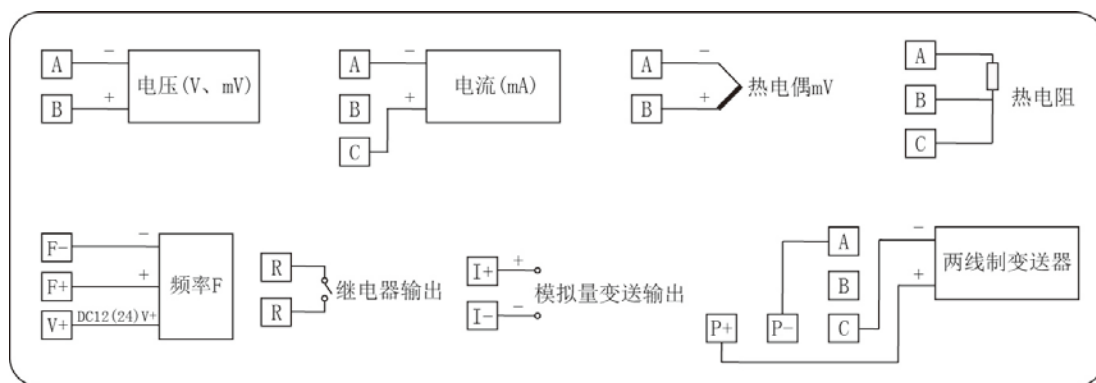 A
−
电压(V、mV)
B
+
A
−
电流(mA)
B
C
+
A
−
热电偶mV
B
+
A
B
热电阻
C
F−
−
F+
+
频率F
V+
DC12(24)V+
R
继电器输出
R
I+
+
模拟量变送输出
I−
−
A
−
两线制变送器
B
+
P+
P−
C